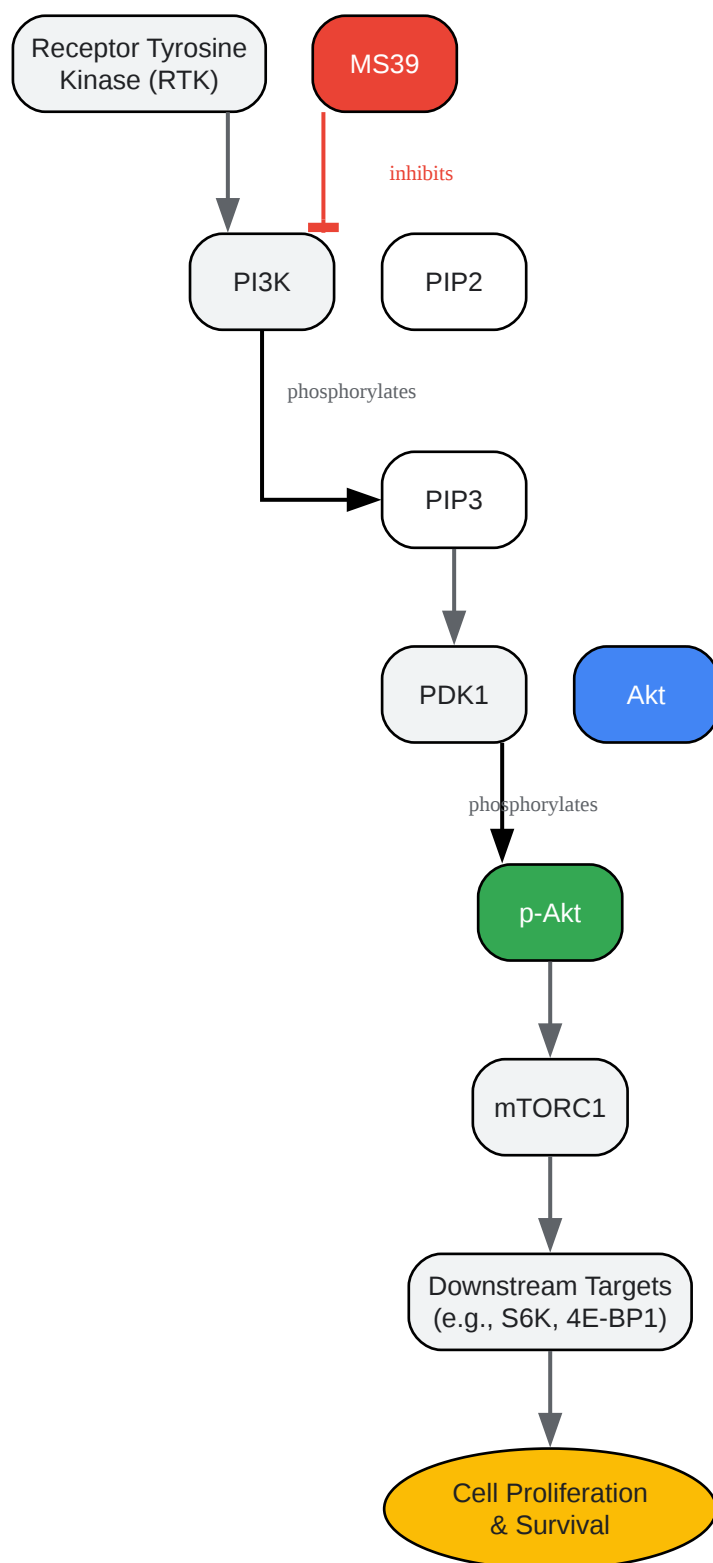 Receptor Tyrosine
Kinase (RTK)
MS39
inhibits
PI3K
PIP2
phosphorylates
PIP3
PDK1
Akt
phosphorylates
p-Akt
mTORC1
Downstream Targets
(e.g., S6K, 4E-BP1)
Cell Proliferation
& Survival